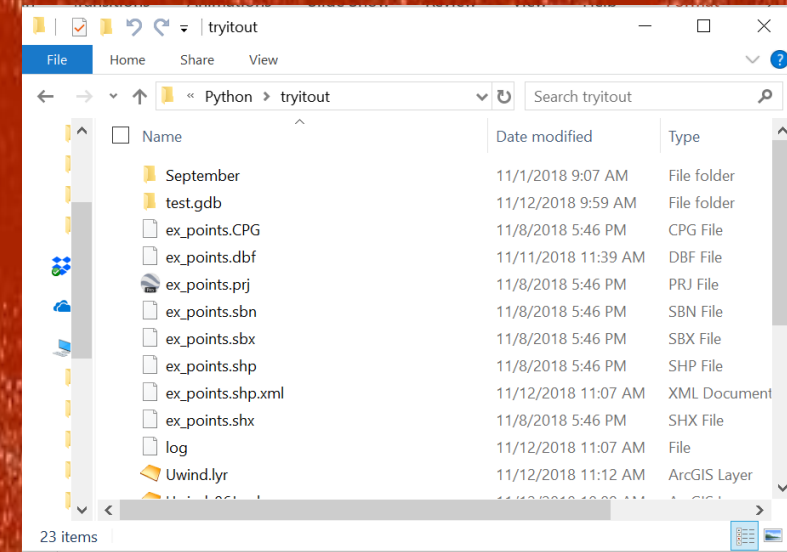 tryitout
File Home Share View
« Python > tryitout Search tryitout
Name Date modified Type
September 11/1/2018 9:07 AM File folder
test.gdb 11/12/2018 9:59 AM File folder
ex_points.CPG 11/8/2018 5:46 PM CPG File
ex_points.dbf 11/11/2018 11:39 AM DBF File
ex_points.prj 11/8/2018 5:46 PM PRJ File
ex_points.sbn 11/8/2018 5:46 PM SBN File
ex_points.sbx 11/8/2018 5:46 PM SBX File
ex_points.shp 11/8/2018 5:46 PM SHP File
ex_points.shp.xml 11/12/2018 11:07 AM XML Document
ex_points.shx 11/8/2018 5:46 PM SHX File
log 11/12/2018 11:07 AM File
Uwind.lyr 11/12/2018 11:12 AM ArcGIS Layer
23 items